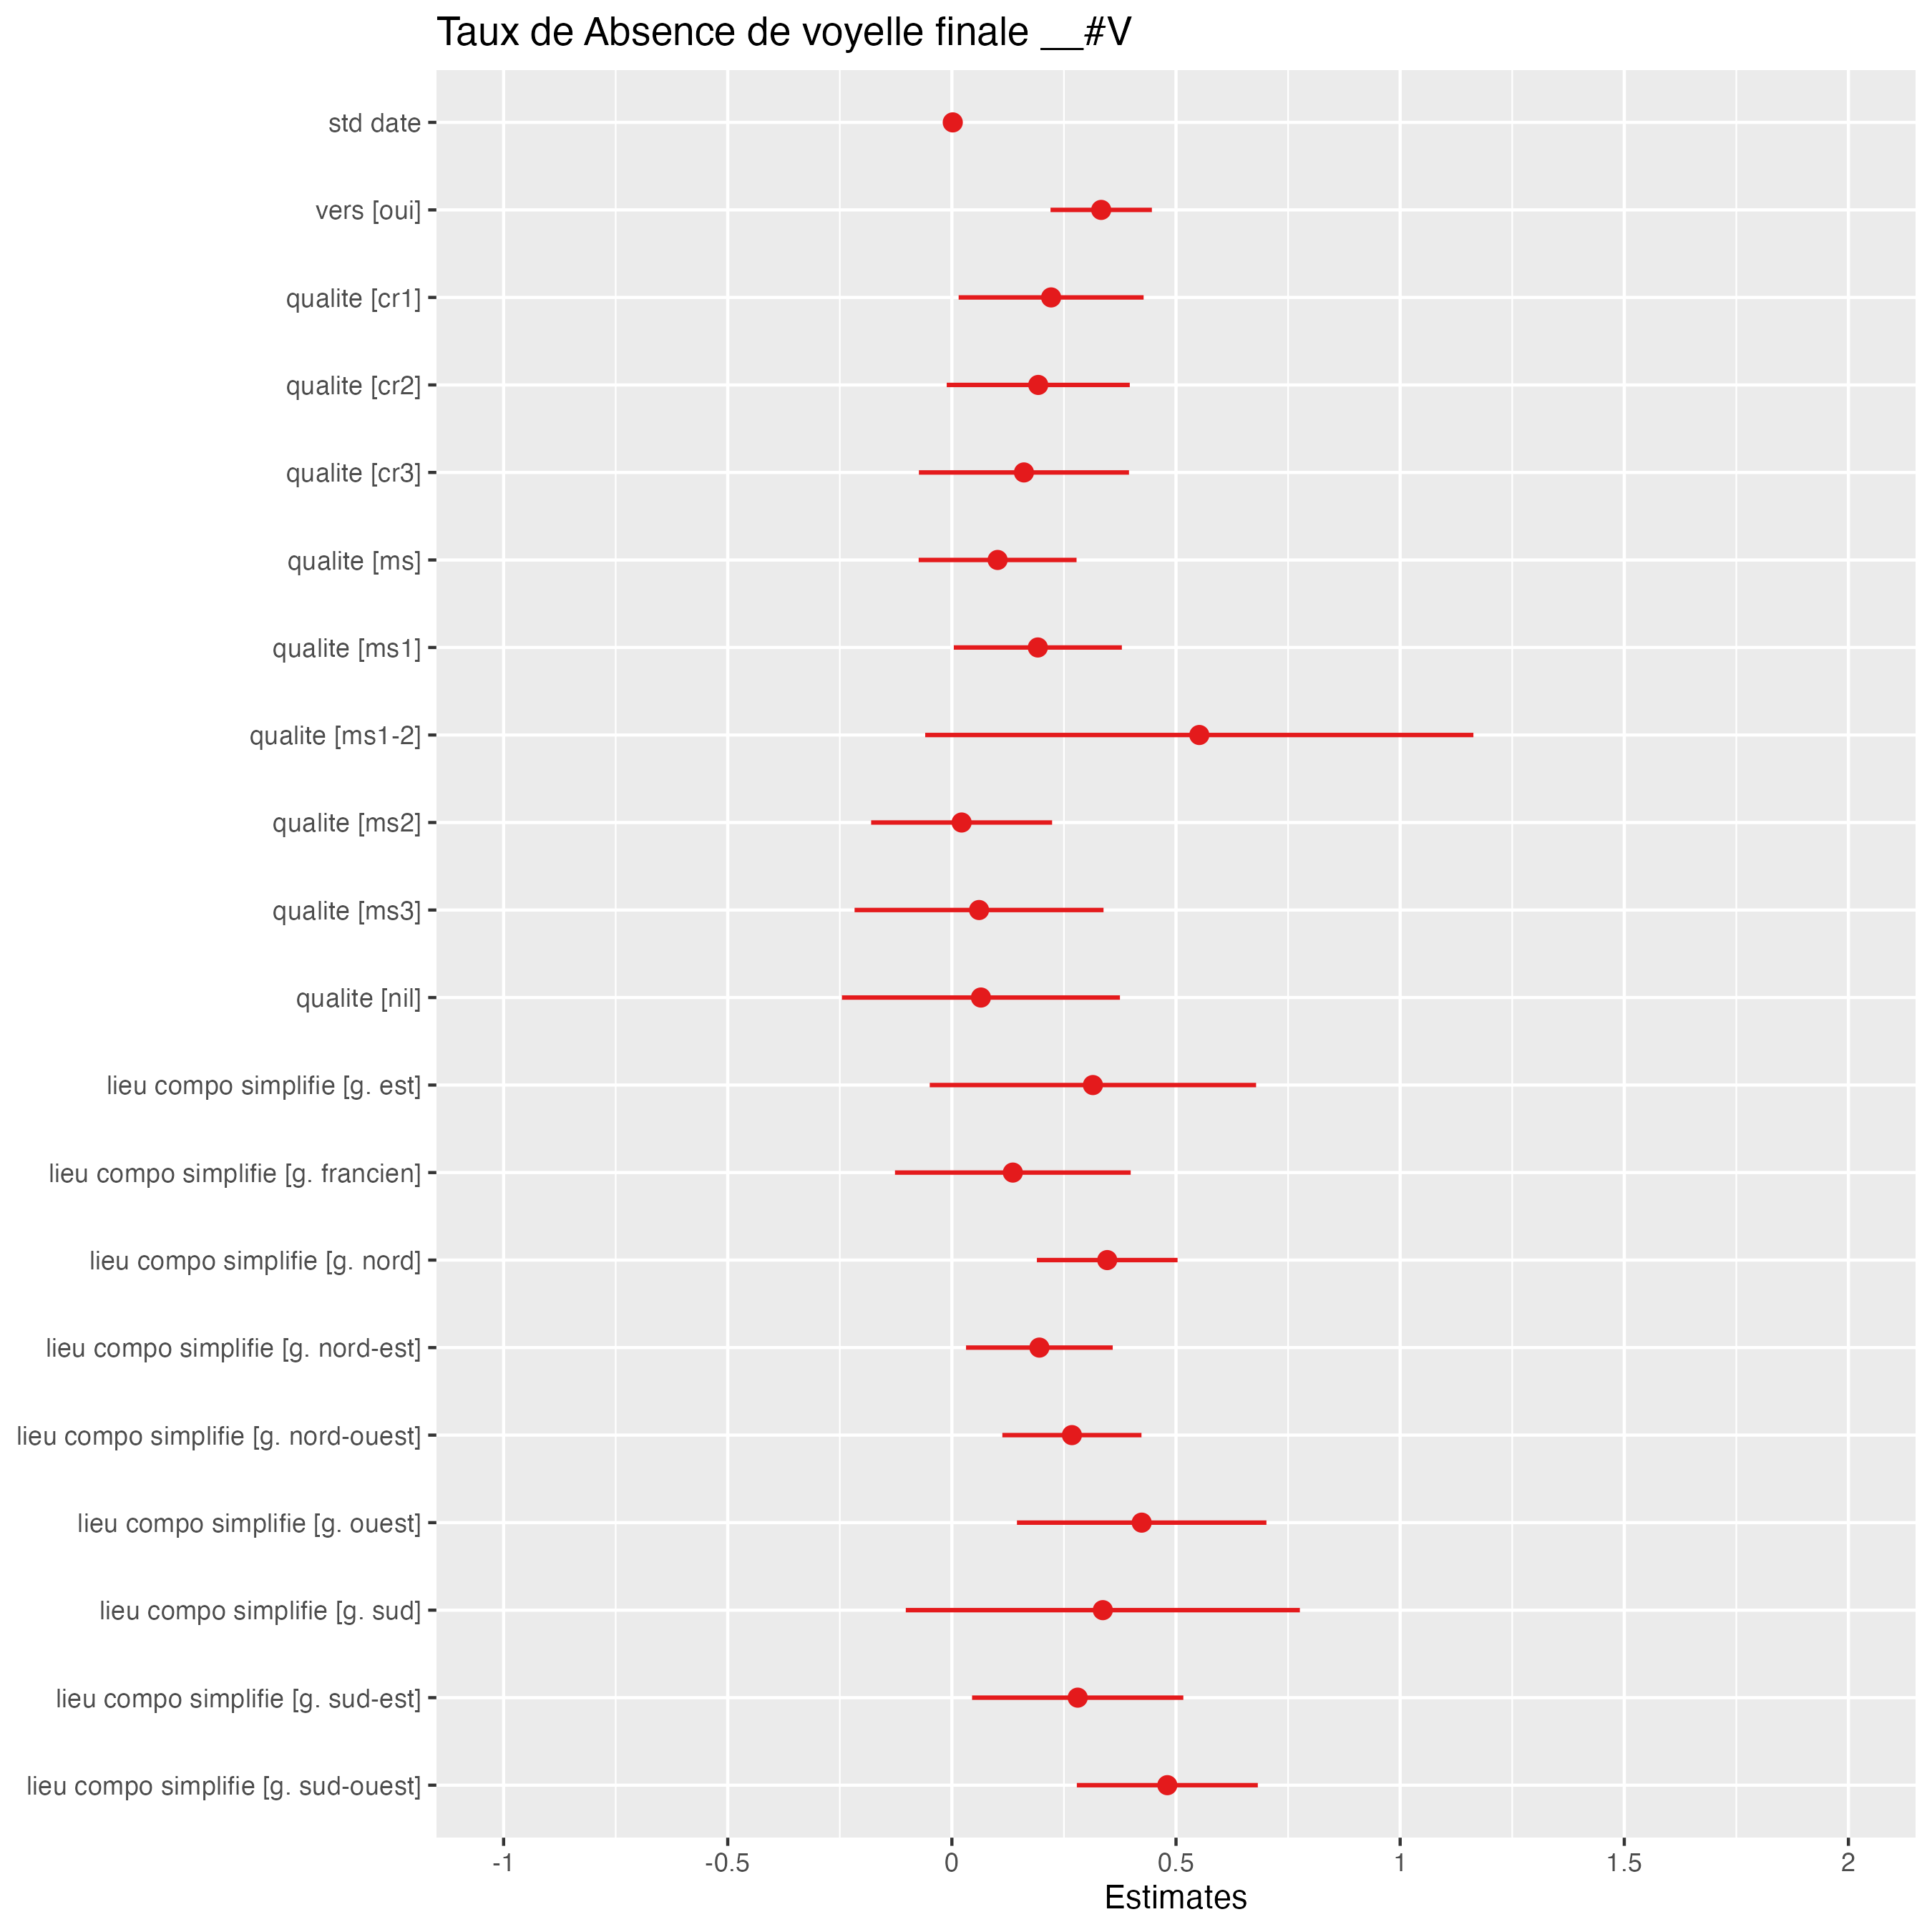 Taux de Absence de voyelle finale __#V
std date
vers [oui]
qualite [cr1]
qualite [cr2]
qualite [cr3]
qualite [ms]
qualite [ms1]
qualite [ms1-2]
qualite [ms2]
qualite [ms3]
qualite [nil]
lieu compo simplifie [g. est]
lieu compo simplifie [g. francien]
lieu compo simplifie [g. nord]
lieu compo simplifie [g. nord-est]
lieu compo simplifie [g. nord-ouest]
lieu compo simplifie [g. ouest]
lieu compo simplifie [g. sud]
lieu compo simplifie [g. sud-est]
lieu compo simplifie [g. sud-ouest]
-1 -0.5 0 0.5 1 1.5 2
Estimates